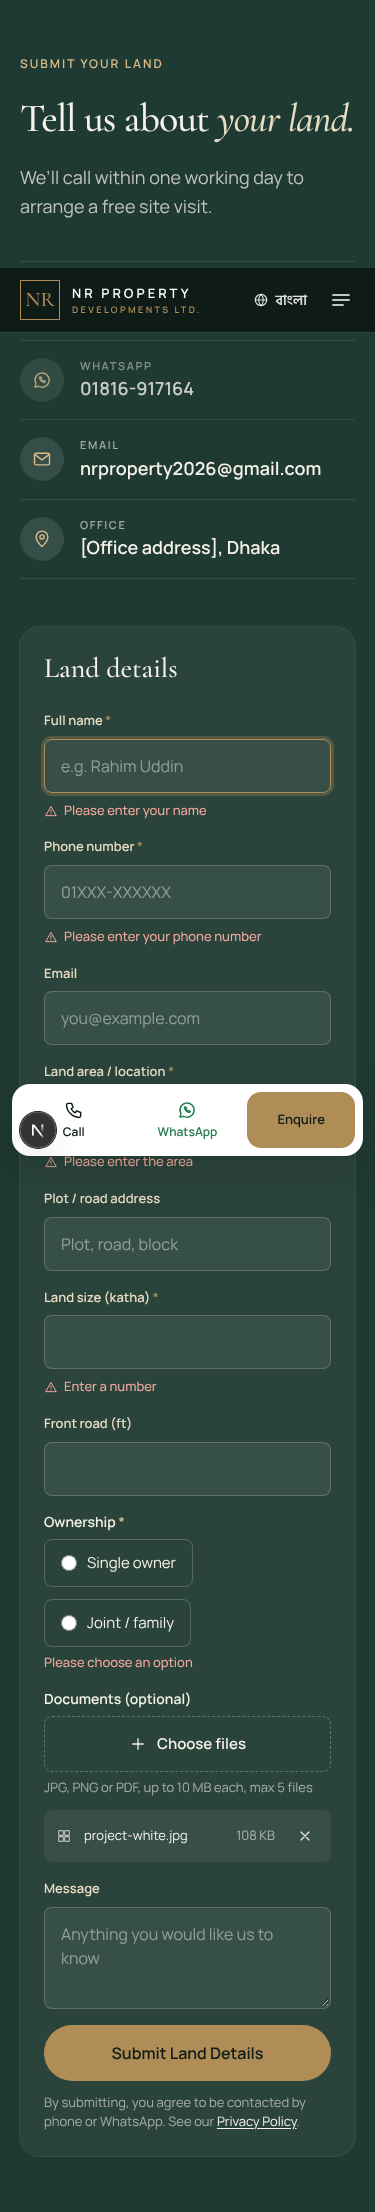 SUBMIT YOUR LAND
Tell us about your land.
We'll call within one working day to
arrange a free site visit.
NR
NR PROPERTY
DEVELOPMENTS LTD.
বাংলা
WHATSAPP
01816-917164
EMAIL
nrproperty2026@gmail.com
OFFICE
[Office address], Dhaka
Land details
Full name *
e.g. Rahim Uddin
Please enter your name
Phone number *
01XXX-XXXXXX
Please enter your phone number
Email
you@example.com
Land area / location *
N
Call
WhatsApp
Enquire
Please enter the area
Plot / road address
Plot, road, block
Land size (katha) *
Enter a number
Front road (ft)
Ownership *
Single owner
Joint / family
Please choose an option
Documents (optional)
Choose files
JPG, PNG or PDF, up to 10 MB each, max 5 files
project-white.jpg 108 KB
Message
Anything you would like us to
know
Submit Land Details
By submitting, you agree to be contacted by
phone or WhatsApp. See our Privacy Policy.